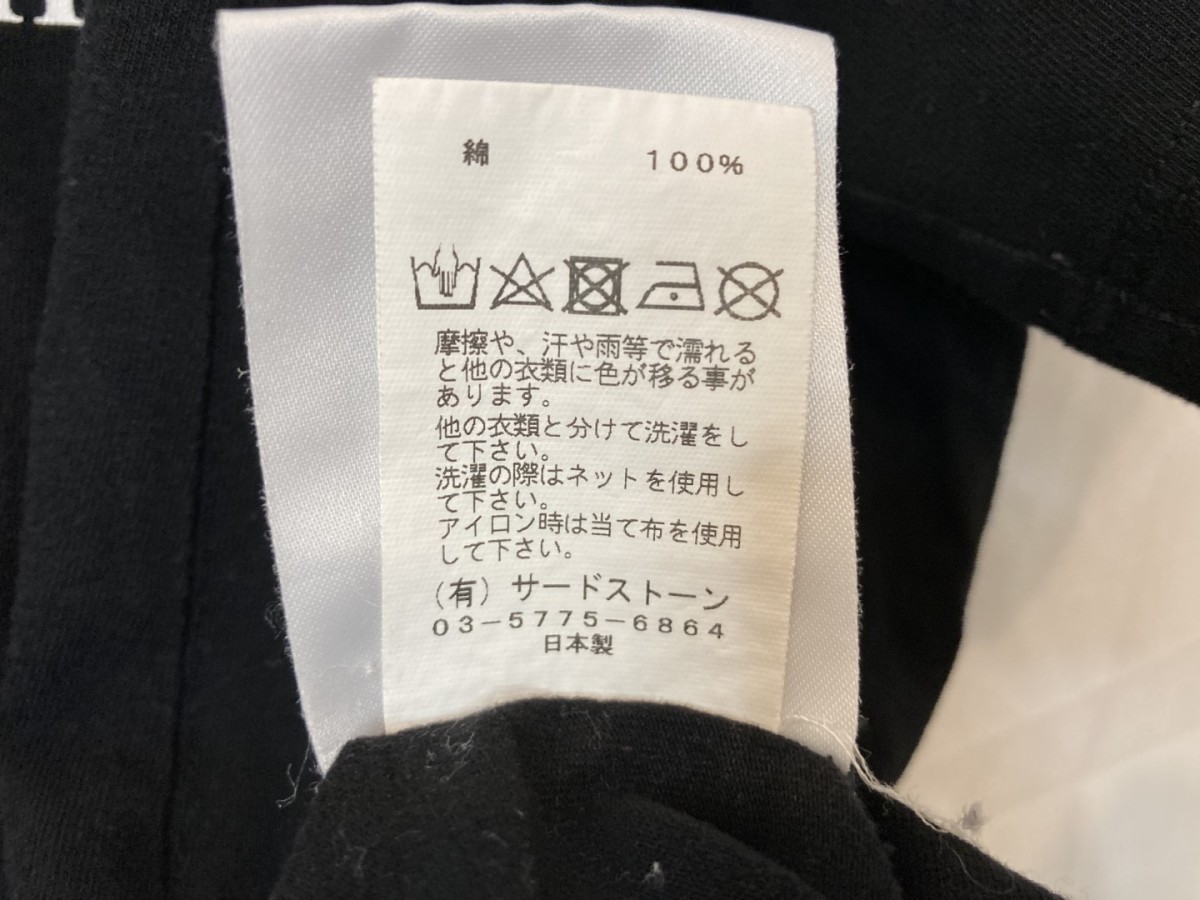 綿 100%
摩擦や、汗や雨等で濡れる
と他の衣類に色が移る事が
あります。
他の衣類と分けて洗濯をし
て下さい。
洗濯の際はネットを使用し
て下さい。
アイロン時は当て布を使用
して下さい。
(有)サードストーン
03-5775-6864
日本製